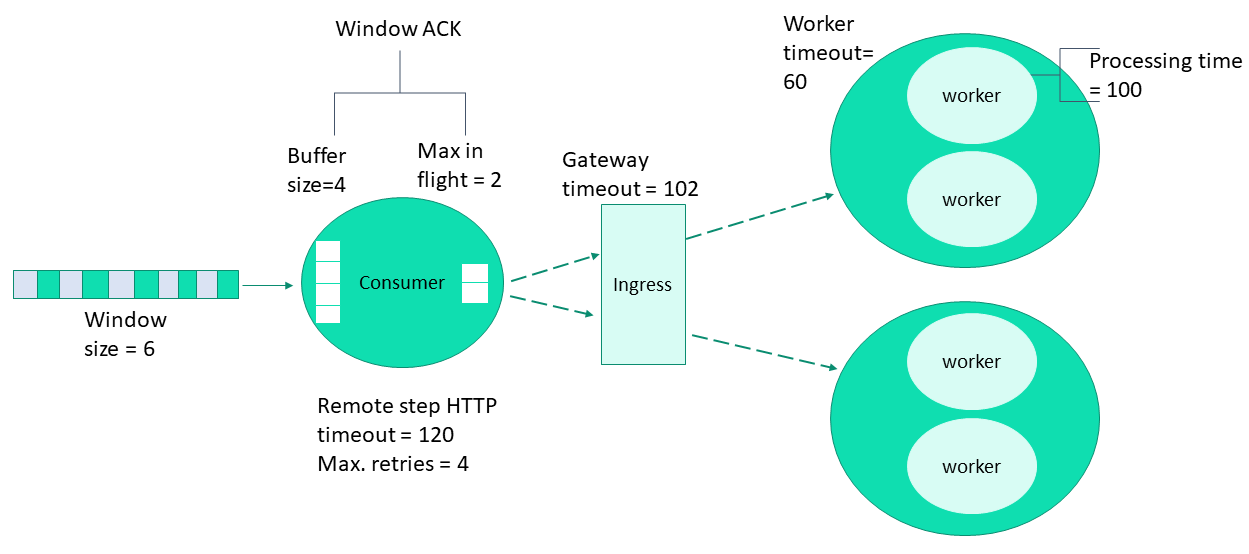 Window ACK
Buffer
size=4
Max in
flight = 2
Gateway
timeout = 102
Worker
timeout=
60
Processing time
= 100
worker
worker
Window
size = 6
Consumer
Ingress
Remote step HTTP
timeout = 120
Max. retries = 4
worker
worker